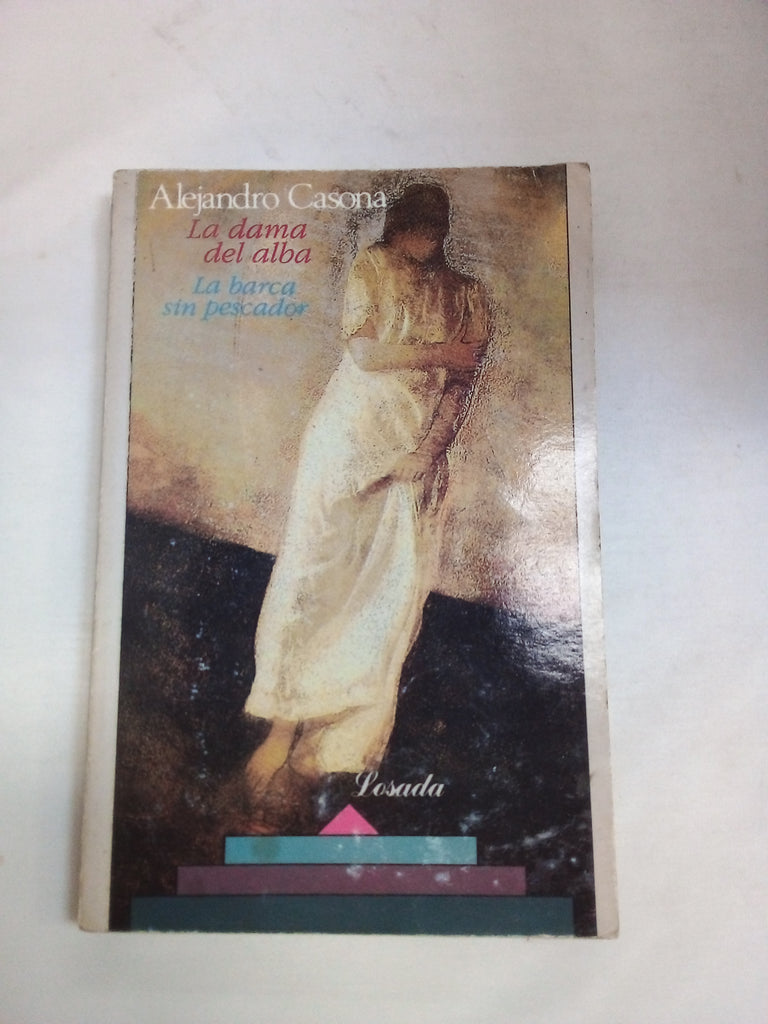 Alejandro Casona
La dama
del alba
La barca
sin pescador
Losada